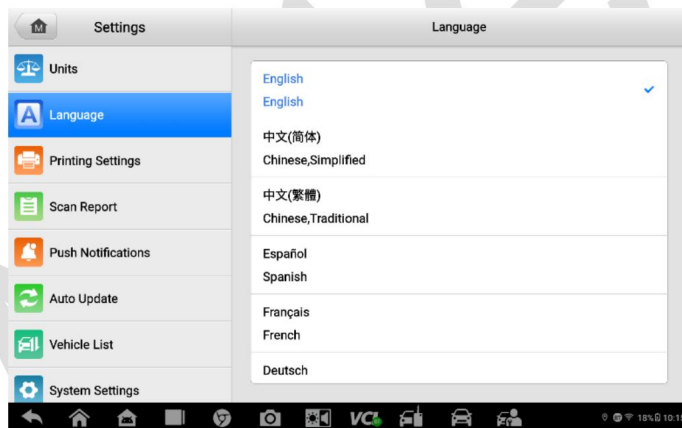 M
Settings
Language
Units
Language
Printing Settings
Scan Report
Push Notifications
Auto Update
Vehicle List
System Settings
English
English
中文(简体)
Chinese,Simplified
中文(繁體)
Chinese,Traditional
Español
Spanish
Français
French
Deutsch
VCI
18%